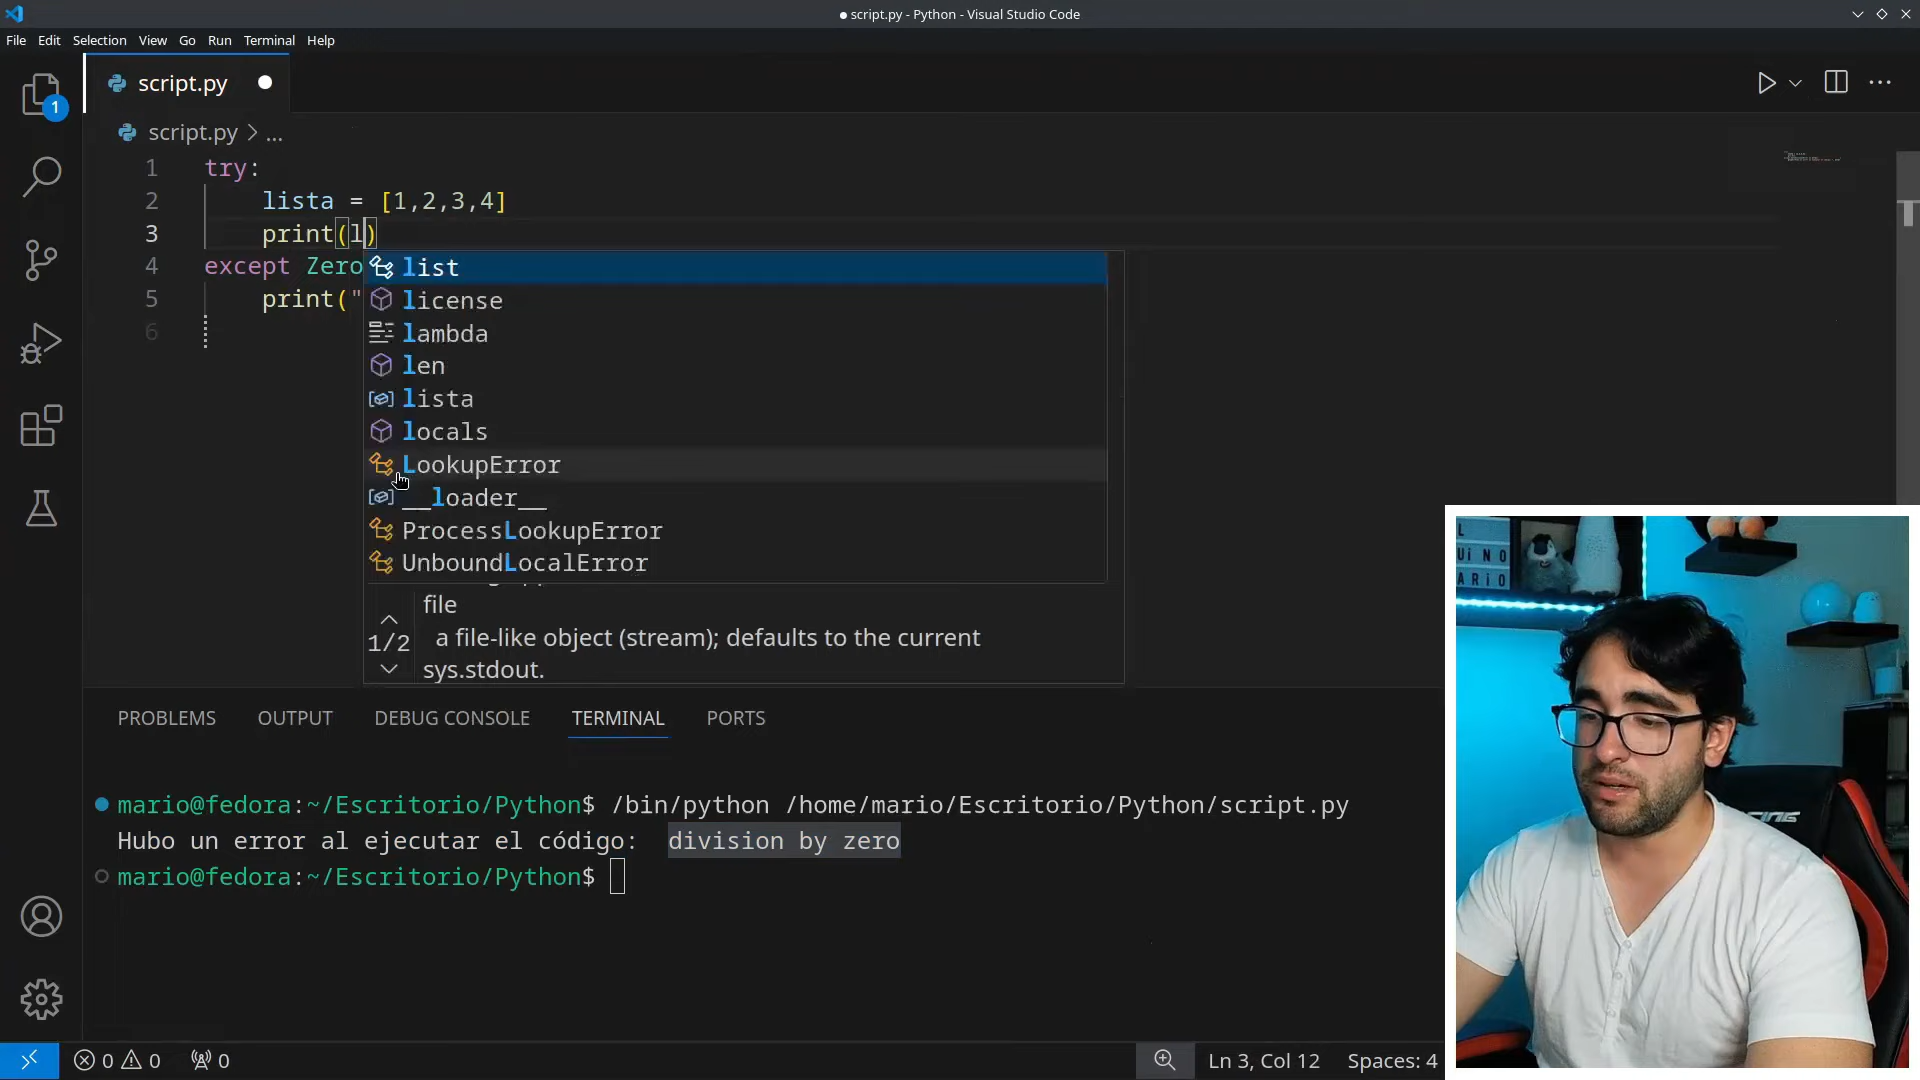 ● script.py - Python - Visual Studio Code
File Edit Selection View Go Run Terminal Help
1
script.py
script.py > ...
1 try:
2 lista = [1,2,3,4]
3 print(l)
4 except Zero
5 print("
6
list
license
lambda
len
lista
locals
LookupError
__loader__
ProcessLookupError
UnboundLocalError
1/2
file
a file-like object (stream); defaults to the current
sys.stdout.
PROBLEMS OUTPUT DEBUG CONSOLE TERMINAL PORTS
mario@fedora:~/Escritorio/Python$ /bin/python /home/mario/Escritorio/Python/script.py
Hubo un error al ejecutar el código: division by zero
mario@fedora:~/Escritorio/Python$
0 0 0
Ln 3, Col 12 Spaces: 4